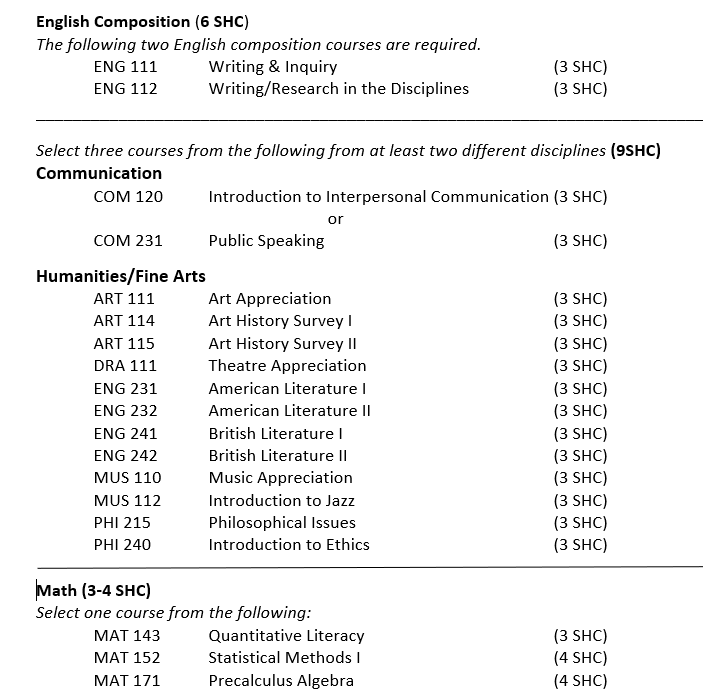 English Composition (6 SHC)
The following two English composition courses are required.
ENG 111 Writing & Inquiry (3 SHC)
ENG 112 Writing/Research in the Disciplines (3 SHC)
Select three courses from the following from at least two different disciplines (9SHC)
Communication
COM 120 Introduction to Interpersonal Communication (3 SHC)
or
COM 231 Public Speaking (3 SHC)
Humanities/Fine Arts
ART 111 Art Appreciation (3 SHC)
ART 114 Art History Survey I (3 SHC)
ART 115 Art History Survey II (3 SHC)
DRA 111 Theatre Appreciation (3 SHC)
ENG 231 American Literature I (3 SHC)
ENG 232 American Literature II (3 SHC)
ENG 241 British Literature I (3 SHC)
ENG 242 British Literature II (3 SHC)
MUS 110 Music Appreciation (3 SHC)
MUS 112 Introduction to Jazz (3 SHC)
PHI 215 Philosophical Issues (3 SHC)
PHI 240 Introduction to Ethics (3 SHC)
Math (3-4 SHC)
Select one course from the following:
MAT 143 Quantitative Literacy (3 SHC)
MAT 152 Statistical Methods I (4 SHC)
MAT 171 Precalculus Algebra (4 SHC)